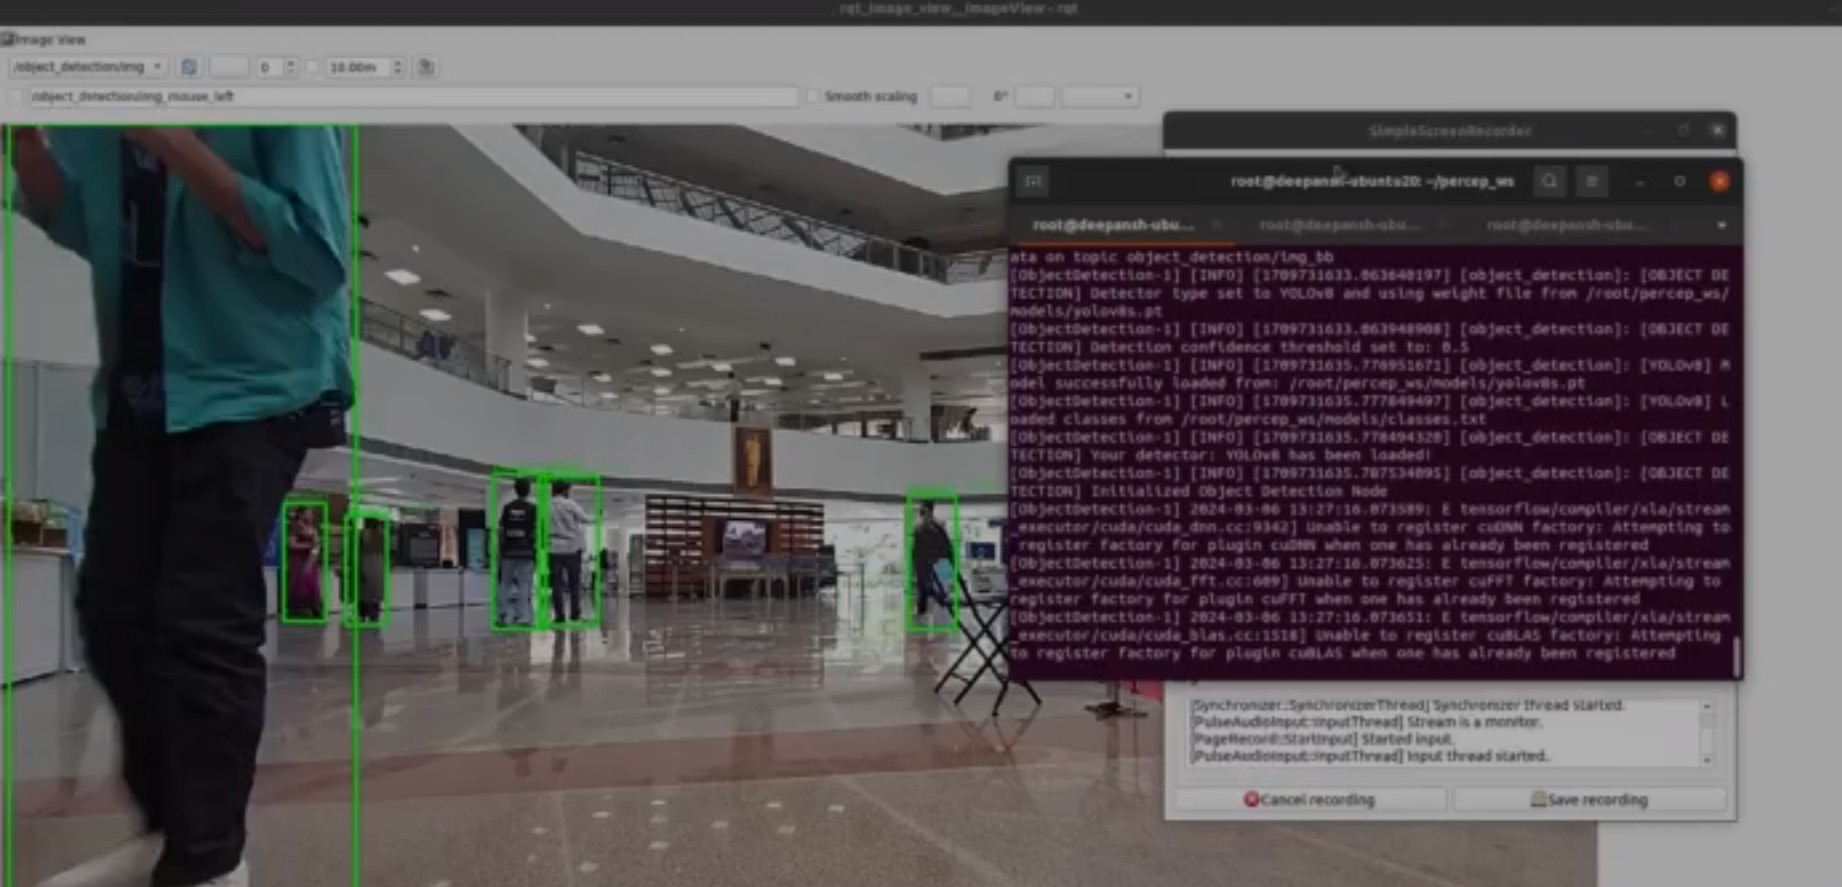 rqt_image_view__ImageView - rqt
Image View
/object_detection/img
0
10.00m
/object_detection/img_mouse_left
Smooth scaling
0°
SimpleScreenRecorder
root@deepansh-ubuntu20: ~/percep_ws
root@deepansh-ubu...
root@deepansh-ubu...
root@deepansh-ubu...
ata on topic object_detection/img_bb
[ObjectDetection-1] [INFO] [1709731633.863640197] [object_detection]: [OBJECT DE
TECTION] Detector type set to YOLOv8 and using weight file from /root/percep_ws/
models/yolov8s.pt
[ObjectDetection-1] [INFO] [1709731633.863948908] [object_detection]: [OBJECT DE
TECTION] Detection confidence threshold set to: 0.5
[ObjectDetection-1] [INFO] [1709731635.776951671] [object_detection]: [YOLOv8] M
odel successfully loaded from: /root/percep_ws/models/yolov8s.pt
[ObjectDetection-1] [INFO] [1709731635.777849497] [object_detection]: [YOLOv8] L
oaded classes from /root/percep_ws/models/classes.txt
[ObjectDetection-1] [INFO] [1709731635.778494320] [object_detection]: [OBJECT DE
TECTION] Your detector: YOLOv8 has been loaded!
[ObjectDetection-1] [INFO] [1709731635.787534095] [object_detection]: [OBJECT DE
TECTION] Initialized Object Detection Node
[ObjectDetection-1] 2024-03-06 13:27:16.073589: E tensorflow/compiler/xla/stream
_executor/cuda/cuda_dnn.cc:9342] Unable to register cuDNN factory: Attempting to
register factory for plugin cuDNN when one has already been registered
[ObjectDetection-1] 2024-03-06 13:27:16.073625: E tensorflow/compiler/xla/stream
_executor/cuda/cuda_fft.cc:609] Unable to register cuFFT factory: Attempting to
register factory for plugin cuFFT when one has already been registered
[ObjectDetection-1] 2024-03-06 13:27:16.073651: E tensorflow/compiler/xla/stream
_executor/cuda/cuda_blas.cc:1518] Unable to register cuBLAS factory: Attempting
to register factory for plugin cuBLAS when one has already been registered
[Synchronizer::SynchronizerThread] Synchronizer thread started.
[PulseAudioInput::InputThread] Stream is a monitor.
[PageRecord::StartInput] Started input.
[PulseAudioInput::InputThread] Input thread started.
Cancel recording
Save recording